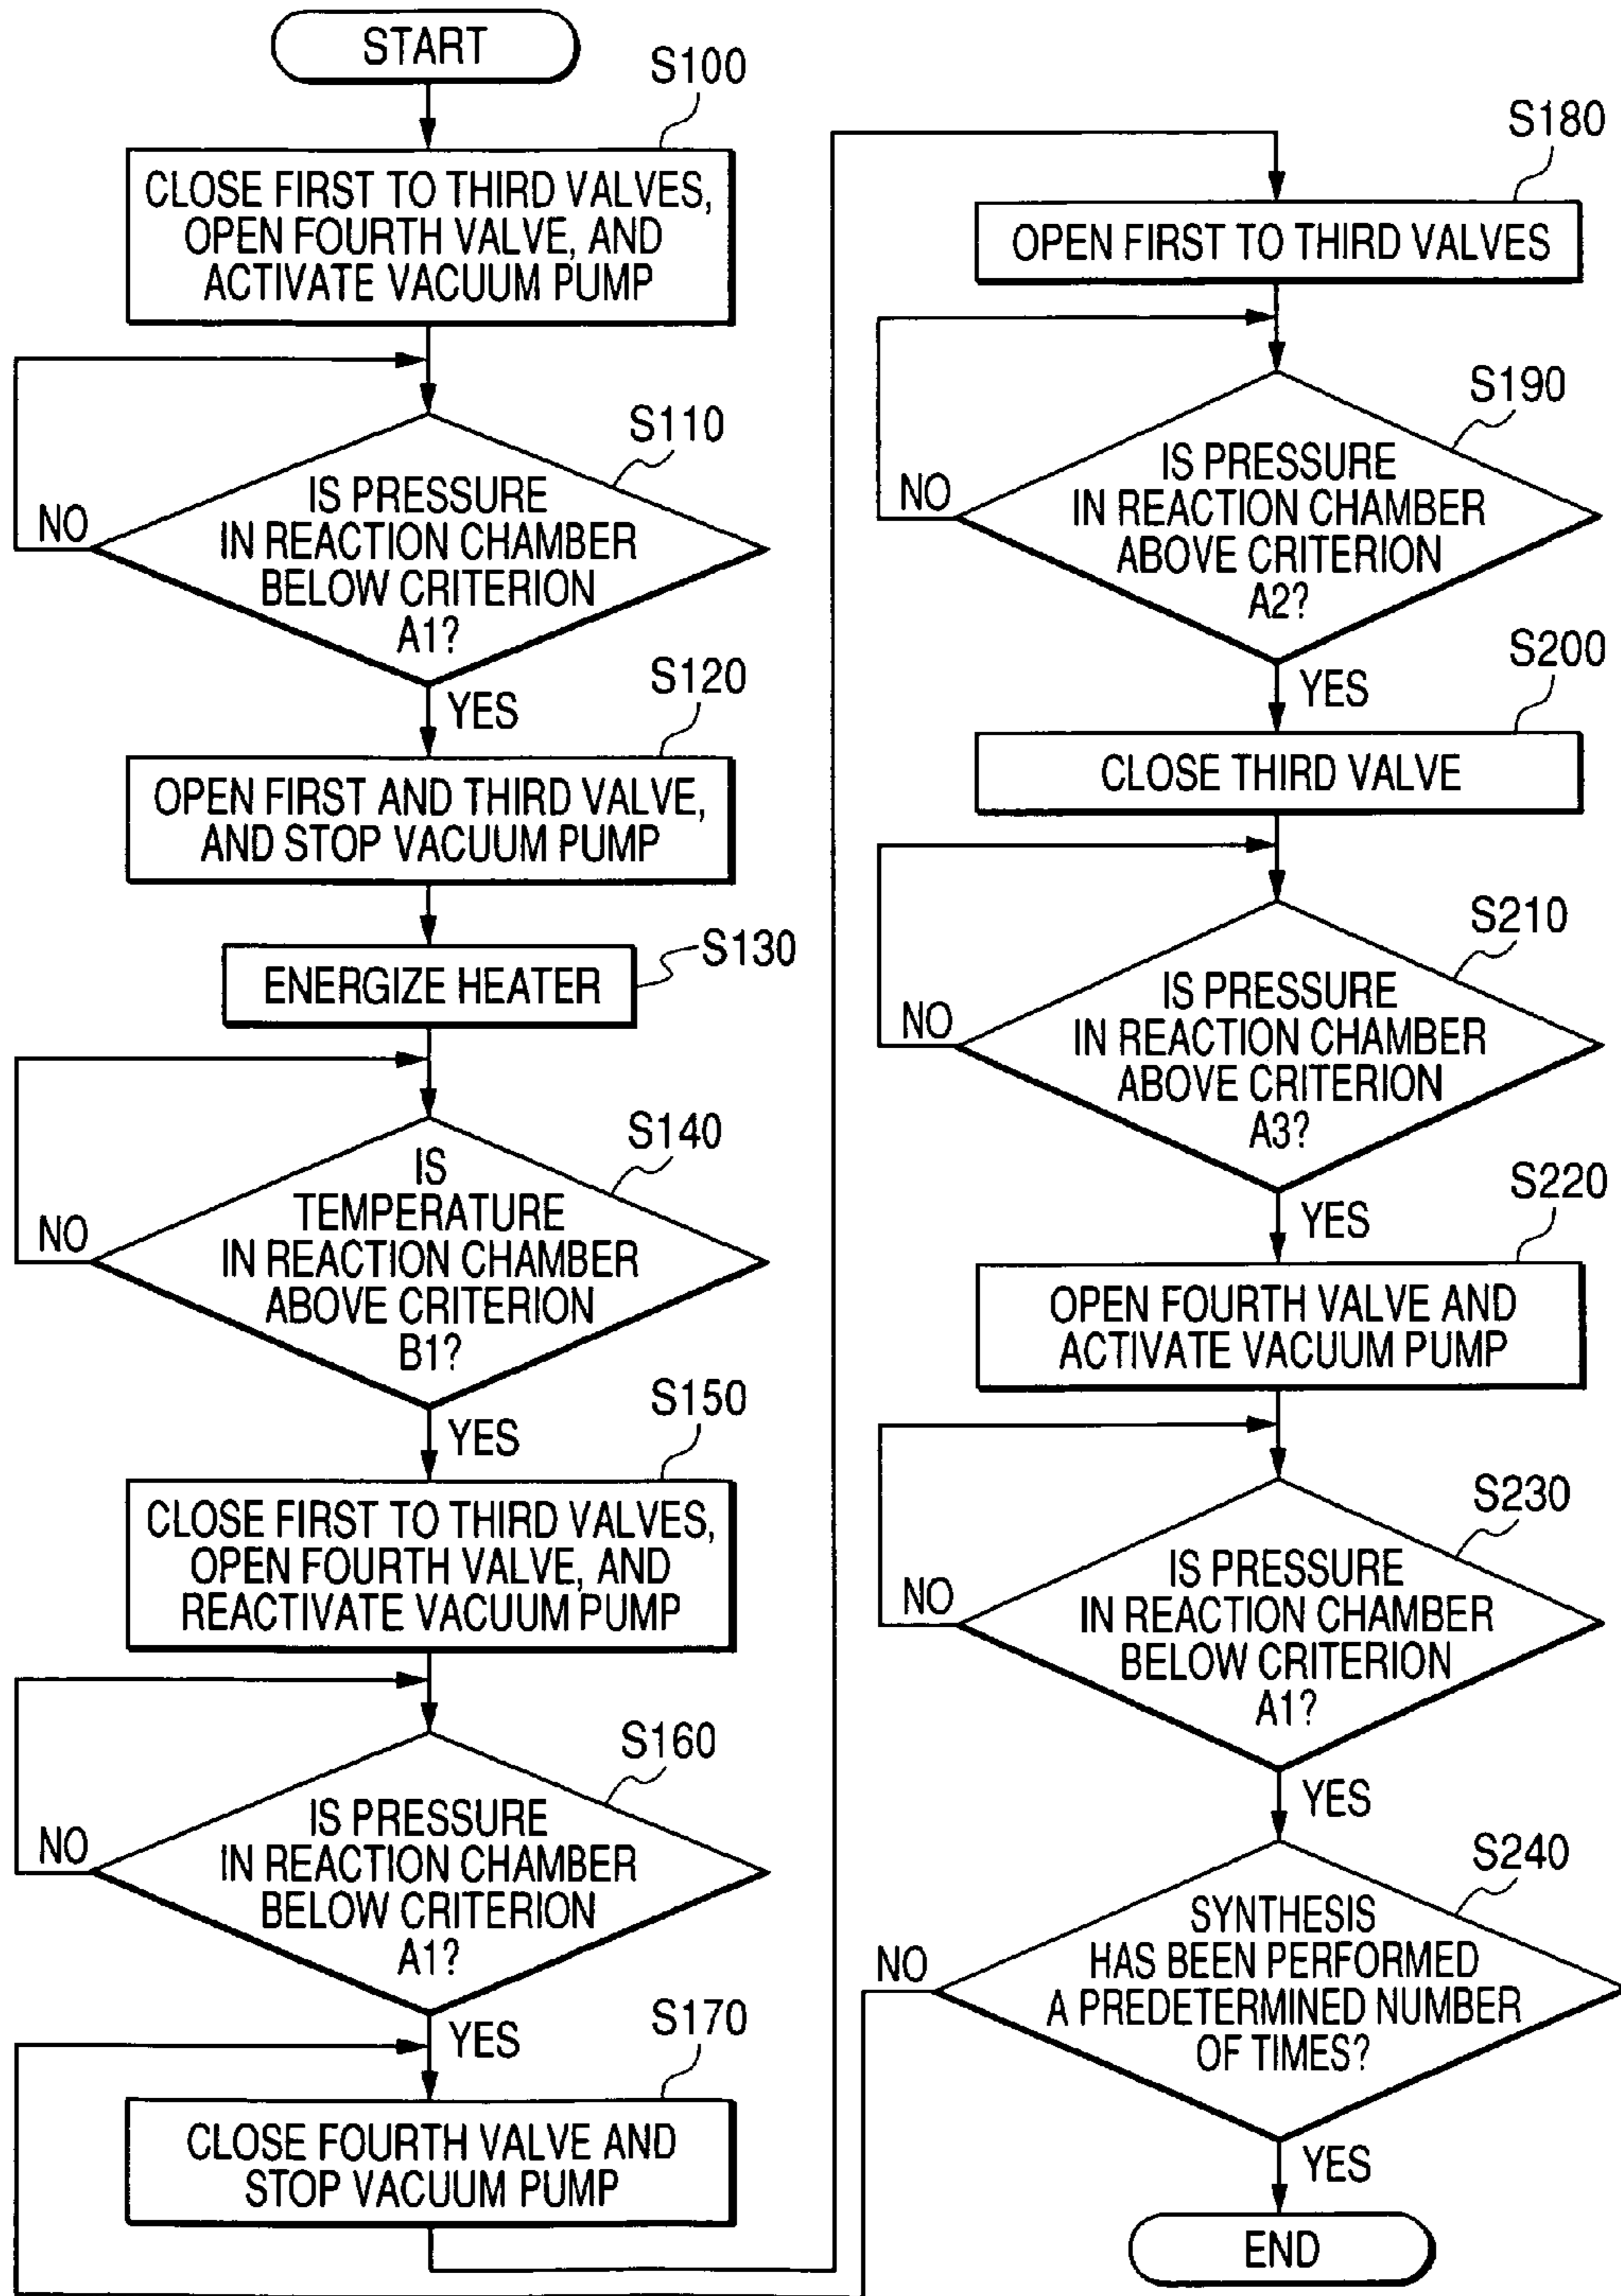 START
S100
CLOSE FIRST TO THIRD VALVES,
OPEN FOURTH VALVE, AND
ACTIVATE VACUUM PUMP
S110
IS PRESSURE
IN REACTION CHAMBER
BELOW CRITERION
A1?
NO
YES
S120
OPEN FIRST AND THIRD VALVE,
AND STOP VACUUM PUMP
S130
ENERGIZE HEATER
S140
IS
TEMPERATURE
IN REACTION CHAMBER
ABOVE CRITERION
B1?
NO
YES
S150
CLOSE FIRST TO THIRD VALVES,
OPEN FOURTH VALVE, AND
REACTIVATE VACUUM PUMP
S160
IS PRESSURE
IN REACTION CHAMBER
BELOW CRITERION
A1?
NO
YES
S170
CLOSE FOURTH VALVE AND
STOP VACUUM PUMP
S180
OPEN FIRST TO THIRD VALVES
S190
IS PRESSURE
IN REACTION CHAMBER
ABOVE CRITERION
A2?
NO
YES
S200
CLOSE THIRD VALVE
S210
IS PRESSURE
IN REACTION CHAMBER
ABOVE CRITERION
A3?
NO
YES
S220
OPEN FOURTH VALVE AND
ACTIVATE VACUUM PUMP
S230
IS PRESSURE
IN REACTION CHAMBER
BELOW CRITERION
A1?
NO
YES
S240
SYNTHESIS
HAS BEEN PERFORMED
A PREDETERMINED NUMBER
OF TIMES?
NO
YES
END